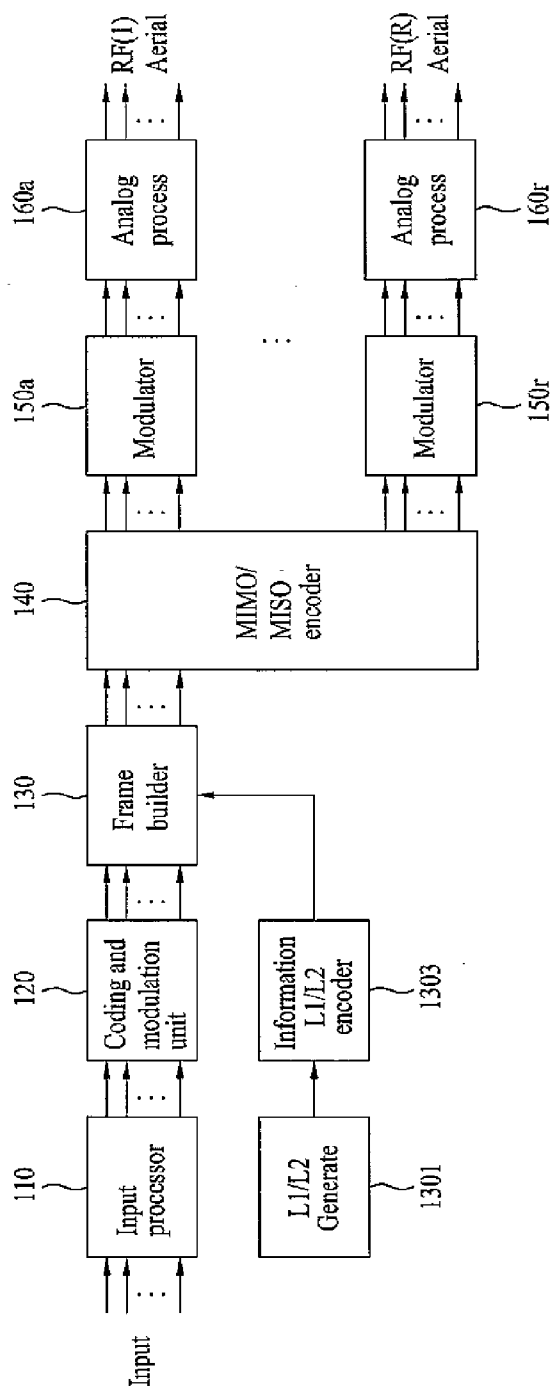 Input
110
Input
processor
120
Coding and
modulation
unit
130
Frame
builder
140
MIMO/
MISO
encoder
150a
Modulator
160a
Analog
process
RF(1)
Aerial
150r
Modulator
160r
Analog
process
RF(R)
Aerial
L1/L2
Generate
1301
Information
L1/L2
encoder
1303